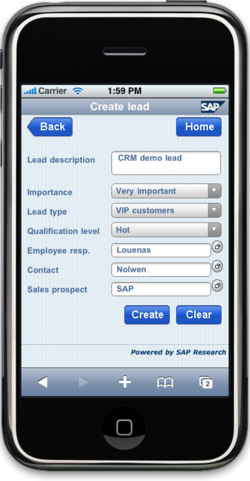 Carrier 1:59 PM
Create lead SAP
Back Home
Lead description CRM demo lead
Importance Very important
Lead type VIP customers
Qualification level Hot
Employee resp. Louenas
Contact Nolwen
Sales prospect SAP
Create Clear
Powered by SAP Research
2